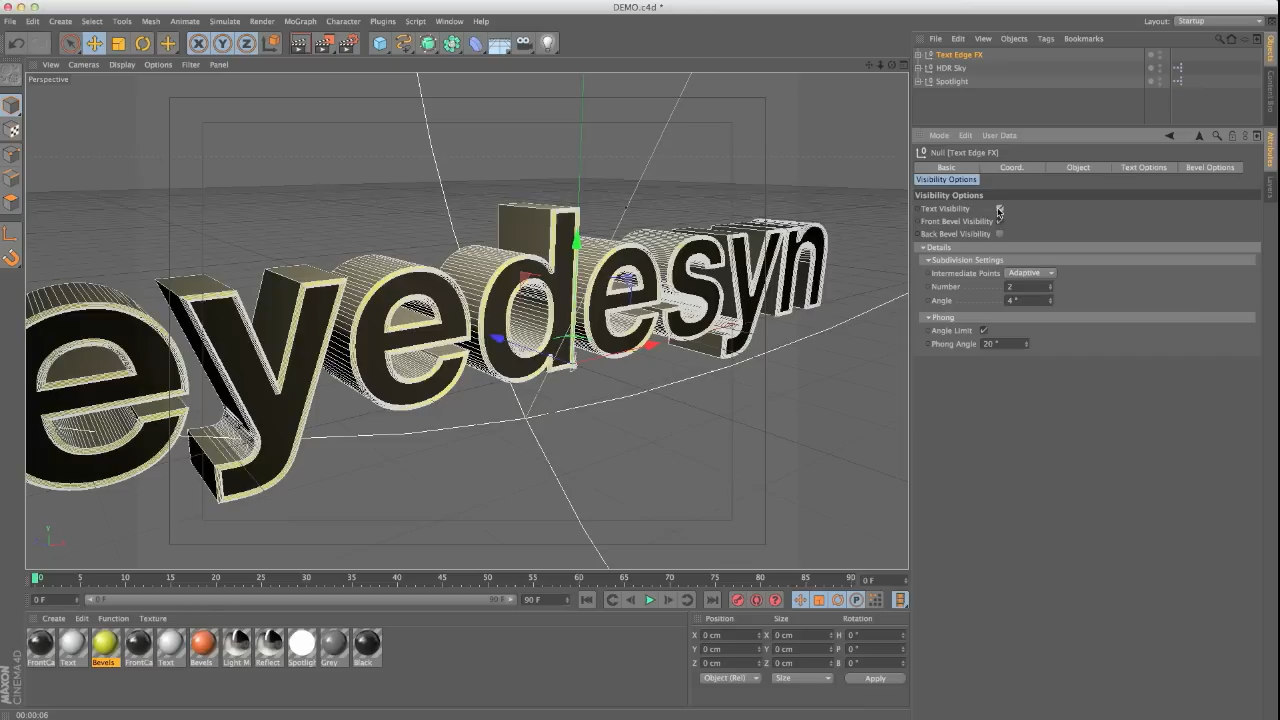 DEMO.c4d *
File Edit Create Select Tools Mesh Animate Simulate Render MoGraph Character Plugins Script Window Help
Layout: Startup
X Y Z
File Edit View Objects Tags Bookmarks
View Cameras Display Options Filter Panel
Text Edge FX
HDR Sky
Spotlight
Perspective
Objects
Content Bro
Attributes
Layers
Mode Edit User Data
Null [Text Edge FX]
Basic Coord. Object Text Options Bevel Options
Visibility Options
Visibility Options
Text Visibility
Front Bevel Visibility
Back Bevel Visibility
Details
Subdivision Settings
Intermediate Points Adaptive
Number 2
Angle 4 °
Phong
Angle Limit
Phong Angle 20 °
eyedesyn
Y
0 5 10 15 20 25 30 35 40 45 50 55 60 65 70 75 80 85 90 0 F
0 F 0 F 90 F 90 F
P
Create Edit Function Texture
FrontCa Text Bevels FrontCa Text Bevels Light M Reflect Spotlig Grey Black
Position Size Rotation
X 0 cm X 0 cm H 0 °
Y 0 cm Y 0 cm P 0 °
Z 0 cm Z 0 cm B 0 °
Object (Rel) Size Apply
MAXON CINEMA 4D
00:00:06